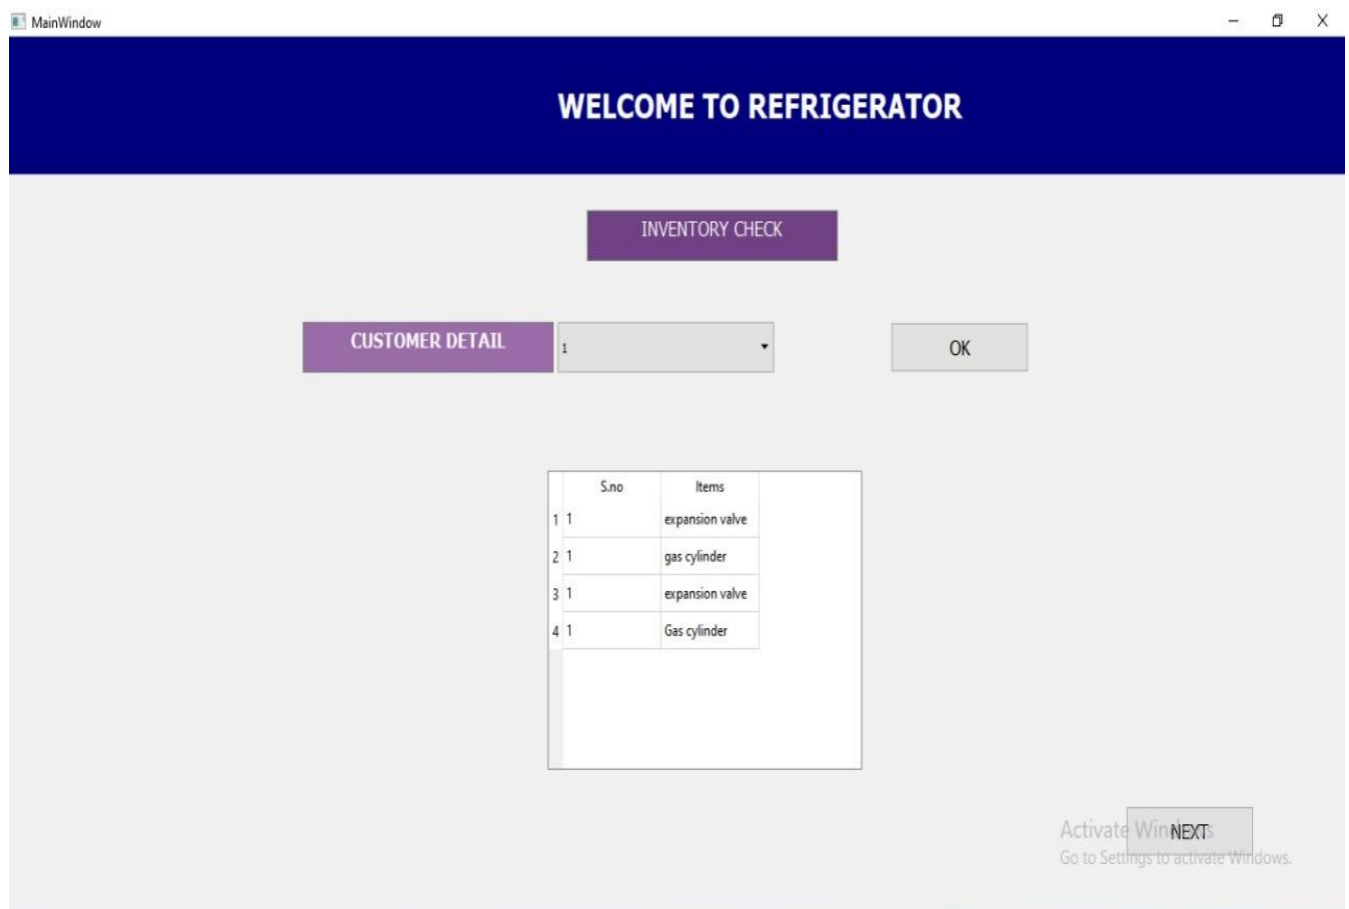 MainWindow
WELCOME TO REFRIGERATOR
INVENTORY CHECK
CUSTOMER DETAIL 1 OK
S.no Items
1 1 expansion valve
2 1 gas cylinder
3 1 expansion valve
4 1 Gas cylinder
Activate Windows
NEXT
Go to Settings to activate Windows.